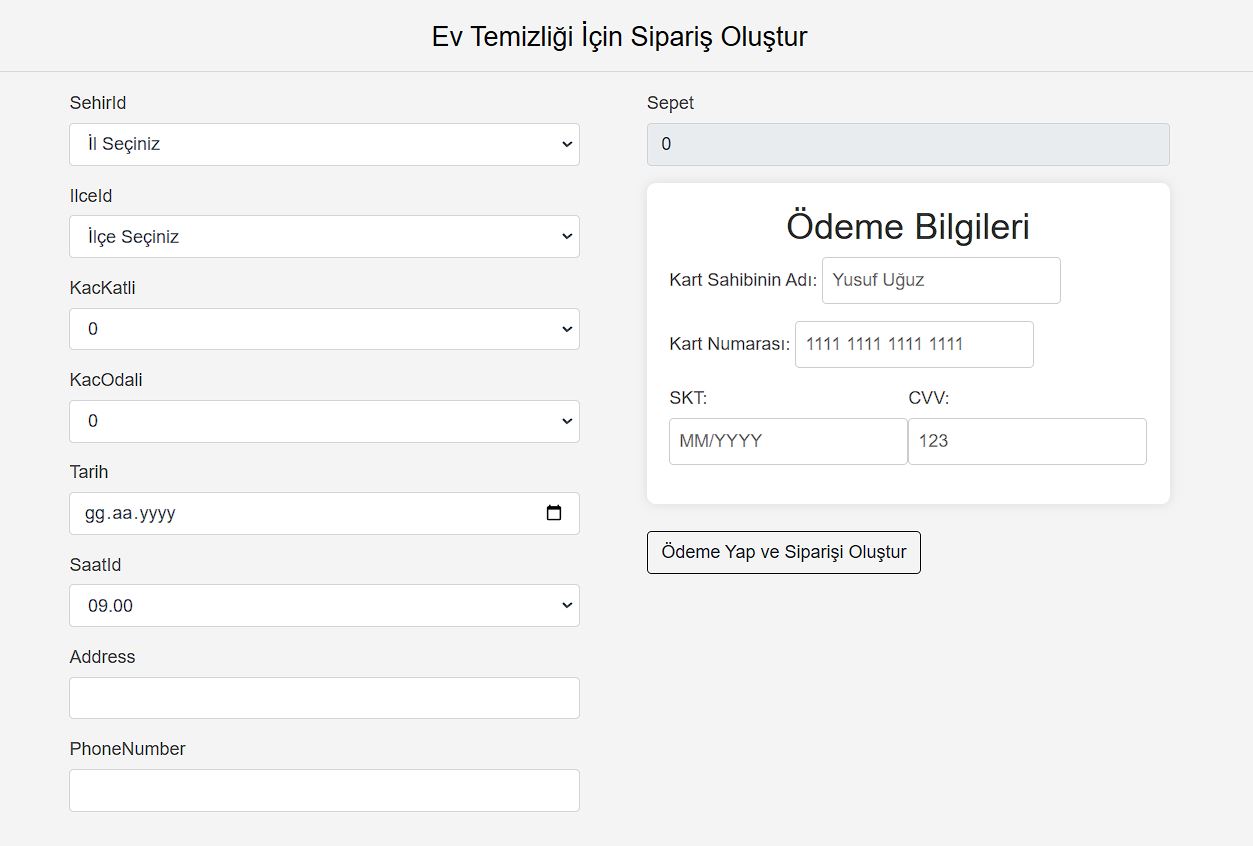 Ev Temizliği İçin Sipariş Oluştur
SehirId
İl Seçiniz
IlceId
İlçe Seçiniz
KacKatli
0
KacOdali
0
Tarih
gg.aa.yyyy
SaatId
09.00
Address
PhoneNumber
Sepet
0
Ödeme Bilgileri
Kart Sahibinin Adı: Yusuf Uğuz
Kart Numarası: 1111 1111 1111 1111
SKT: CVV:
MM/YYYY 123
Ödeme Yap ve Siparişi Oluştur